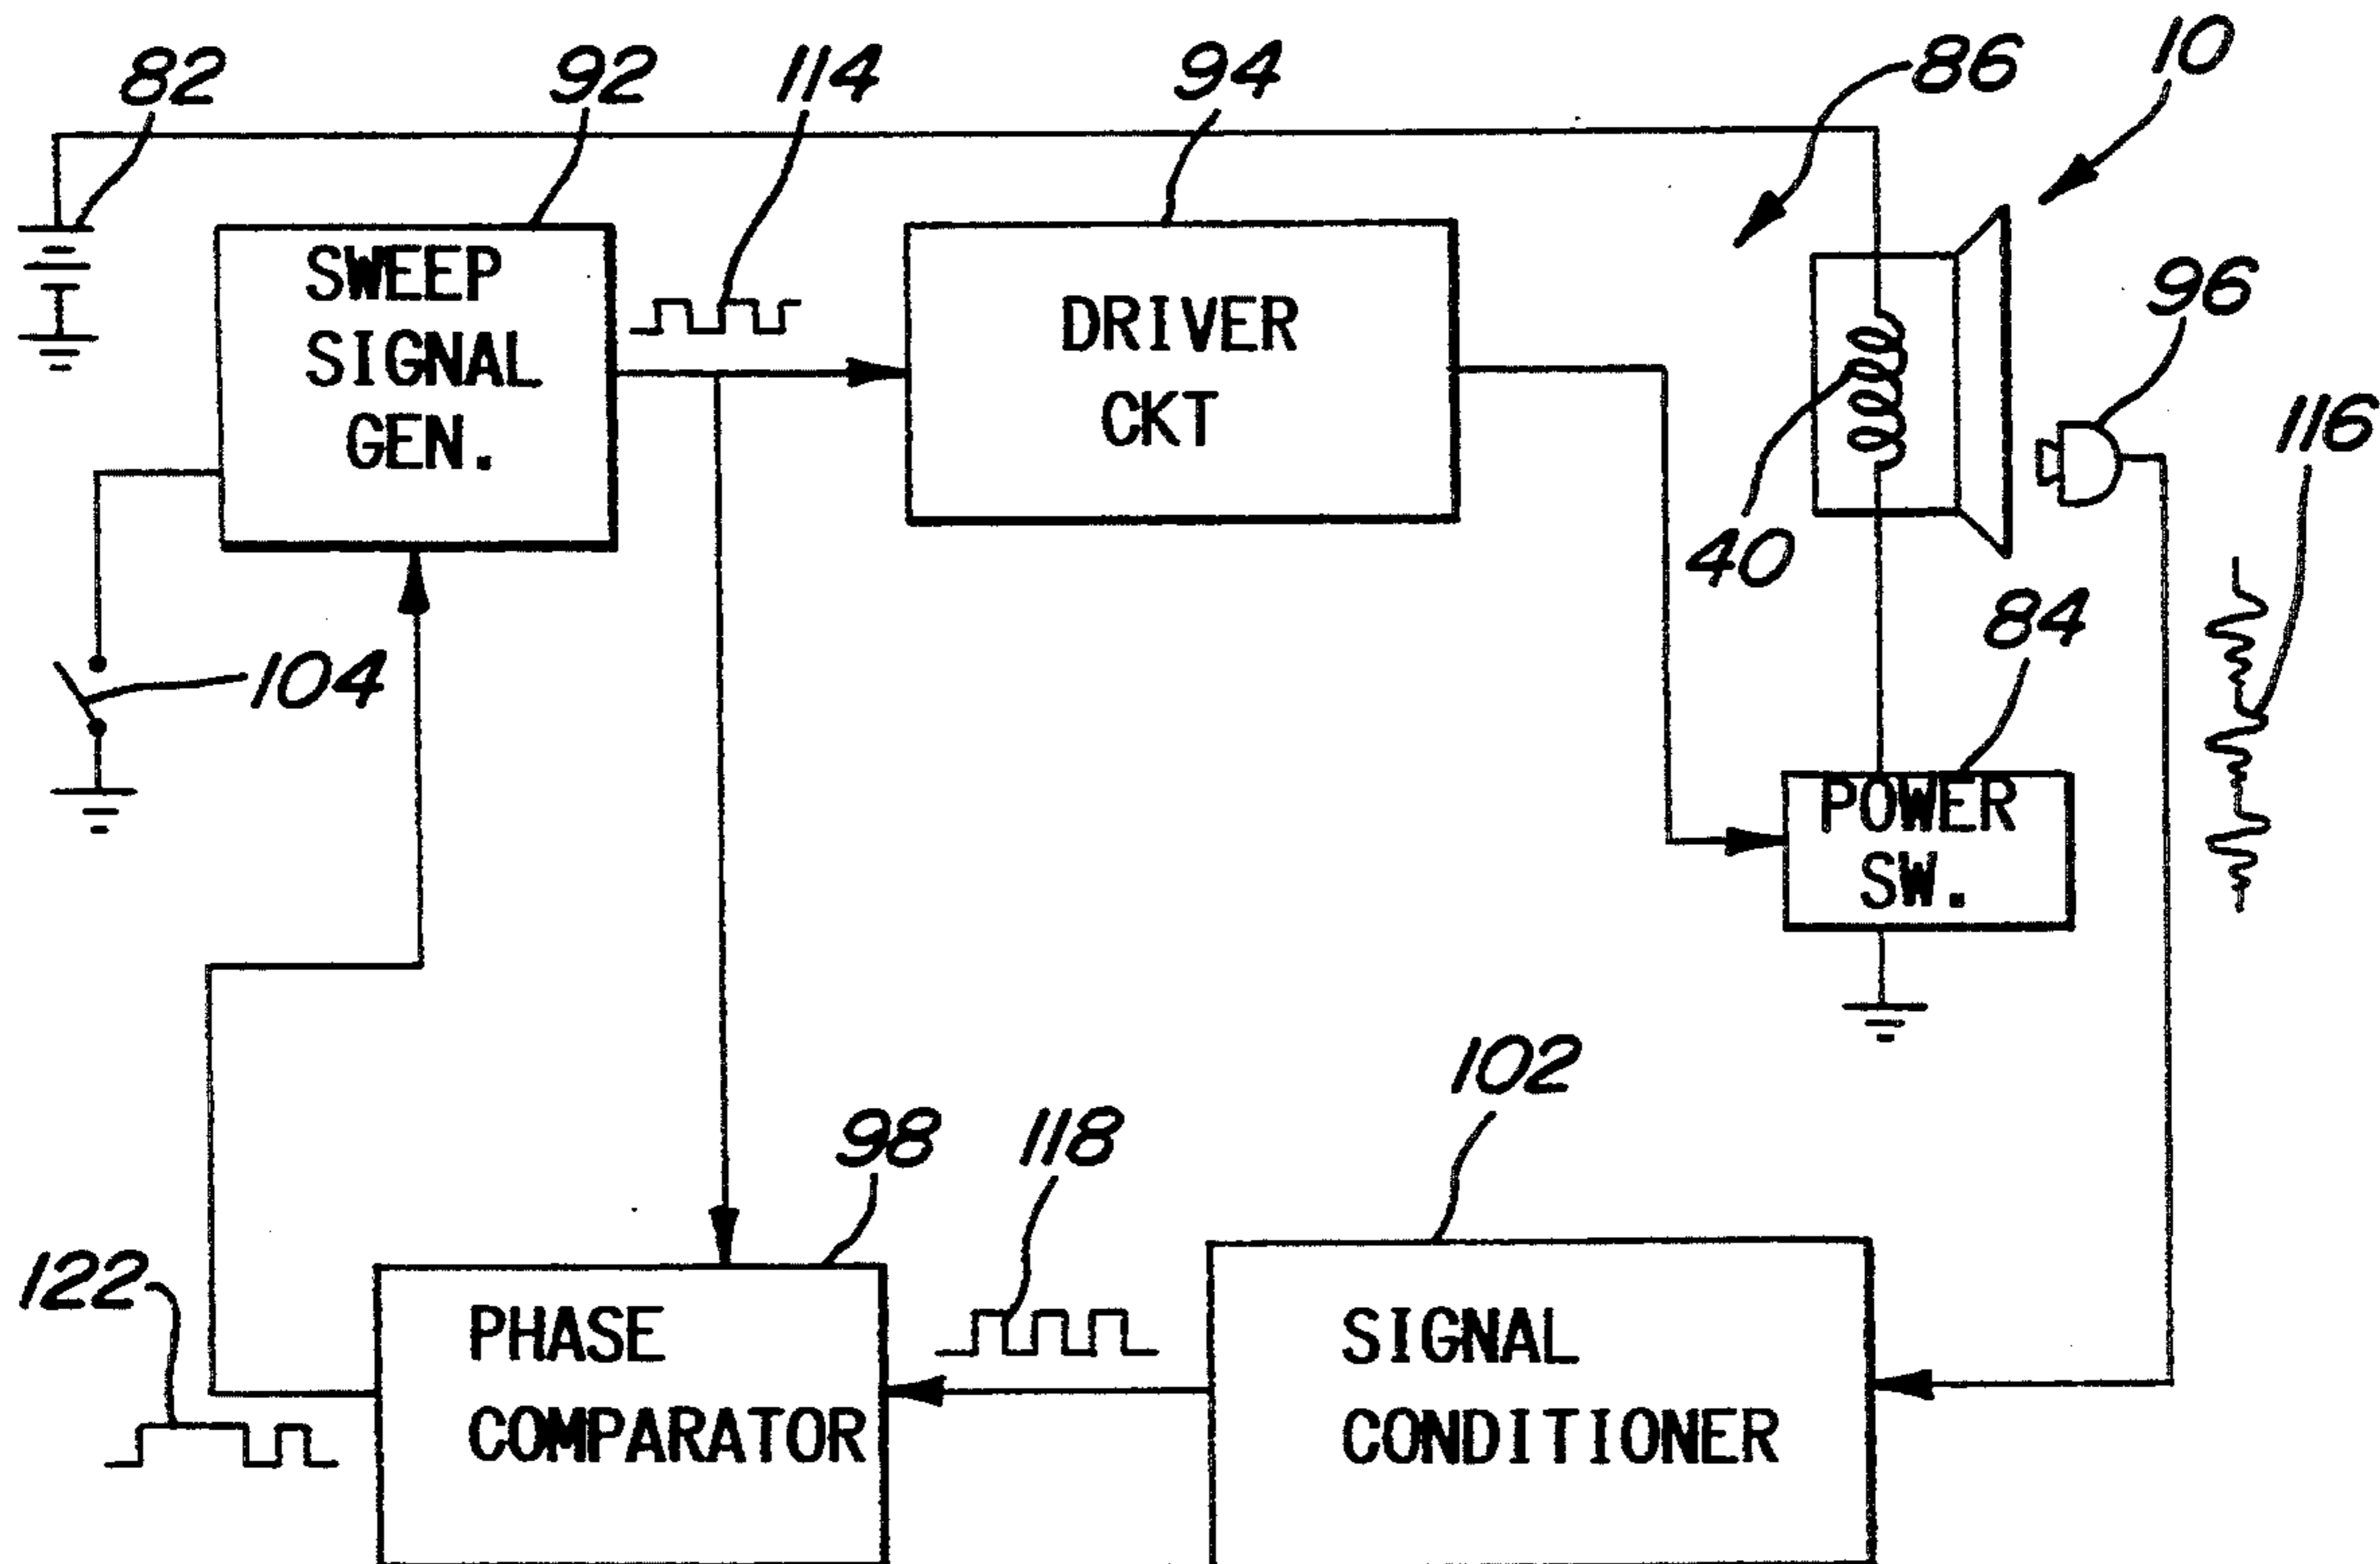 82
92
114
94
86
10
SWEEP
SIGNAL
GEN.
DRIVER
CKT
96
116
40
84
104
POWER
SW.
102
98
118
122
PHASE
COMPARATOR
SIGNAL
CONDITIONER